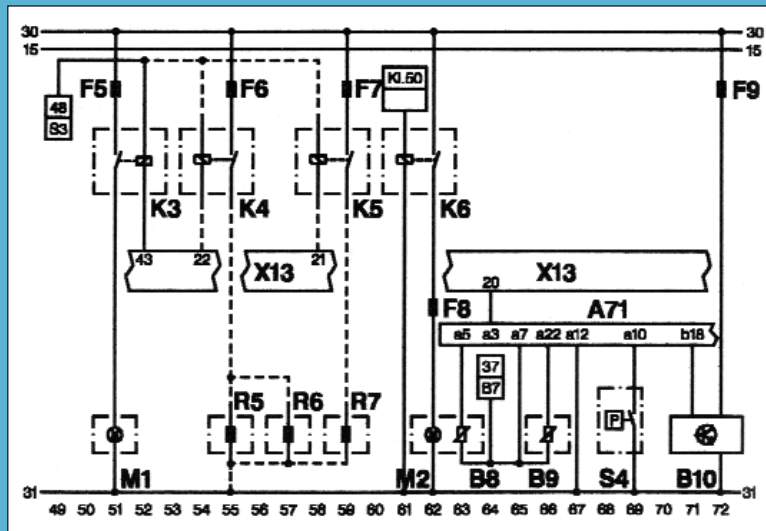 30 30
15 15
F5 F6 F7 Kl.50 F9
48
S3
K3 K4 K5 K6
43 22 X13 21 20 X13
F8 A71
a5 a3 a7 a22 a12 a10 b18
37
B7
R5 R6 R7 P
M1 M2 B8 B9 S4 B10
31 31
49 50 51 52 53 54 55 56 57 58 59 60 61 62 63 64 65 66 67 68 69 70 71 72